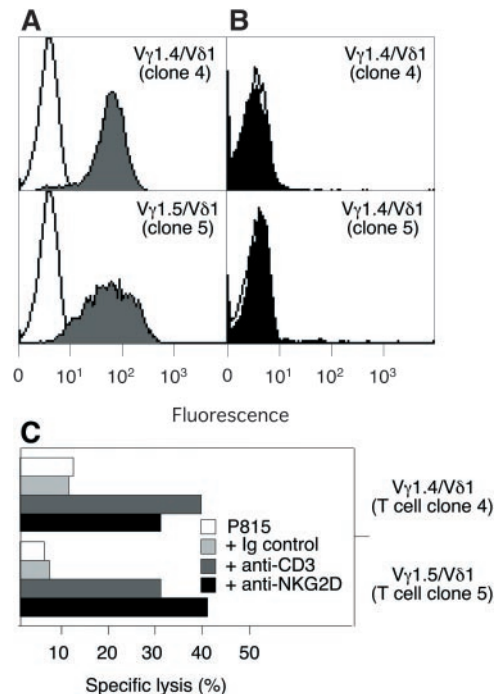 A
B
Vγ1.4/Vδ1
(clone 4)
Vγ1.4/Vδ1
(clone 4)
Vγ1.5/Vδ1
(clone 5)
Vγ1.4/Vδ1
(clone 5)
0 10¹ 10² 10³ 0 10¹ 10² 10³
Fluorescence
C
P815
+ Ig control
+ anti-CD3
+ anti-NKG2D
Vγ1.4/Vδ1
(T cell clone 4)
Vγ1.5/Vδ1
(T cell clone 5)
10 20 30 40 50
Specific lysis (%)